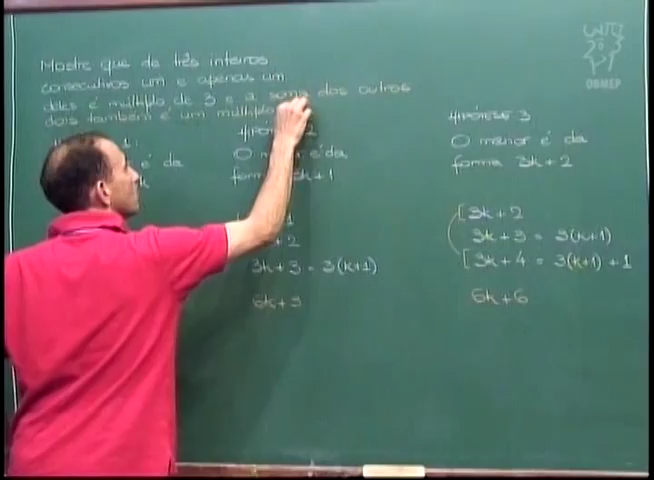 Mostre que de três inteiros
consecutivos um e apenas um
deles é múltiplo de 3 e a soma dos outros
dois também é um múltiplo
2
O menor é da
forma 3k+1
+2
3k+3 = 3(k+1)
6k+3
é da
Hipótese 3
O menor é da
forma 3k+2
3k+2
3k+3 = 3(k+1)
3k+4 = 3(k+1)+1
6k+6
OBMEP